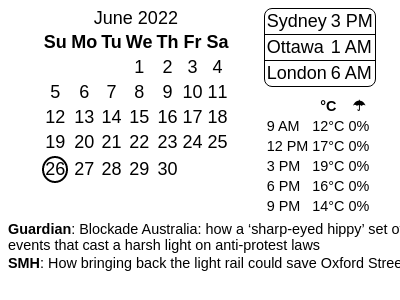 June 2022
Su Mo Tu We Th Fr Sa
1 2 3 4
5 6 7 8 9 10 11
12 13 14 15 16 17 18
19 20 21 22 23 24 25
26 27 28 29 30
Sydney 3 PM
Ottawa 1 AM
London 6 AM
°C ☂
9 AM 12°C 0%
12 PM 17°C 0%
3 PM 19°C 0%
6 PM 16°C 0%
9 PM 14°C 0%
Guardian: Blockade Australia: how a ‘sharp-eyed hippy’ set o
events that cast a harsh light on anti-protest laws
SMH: How bringing back the light rail could save Oxford Stree